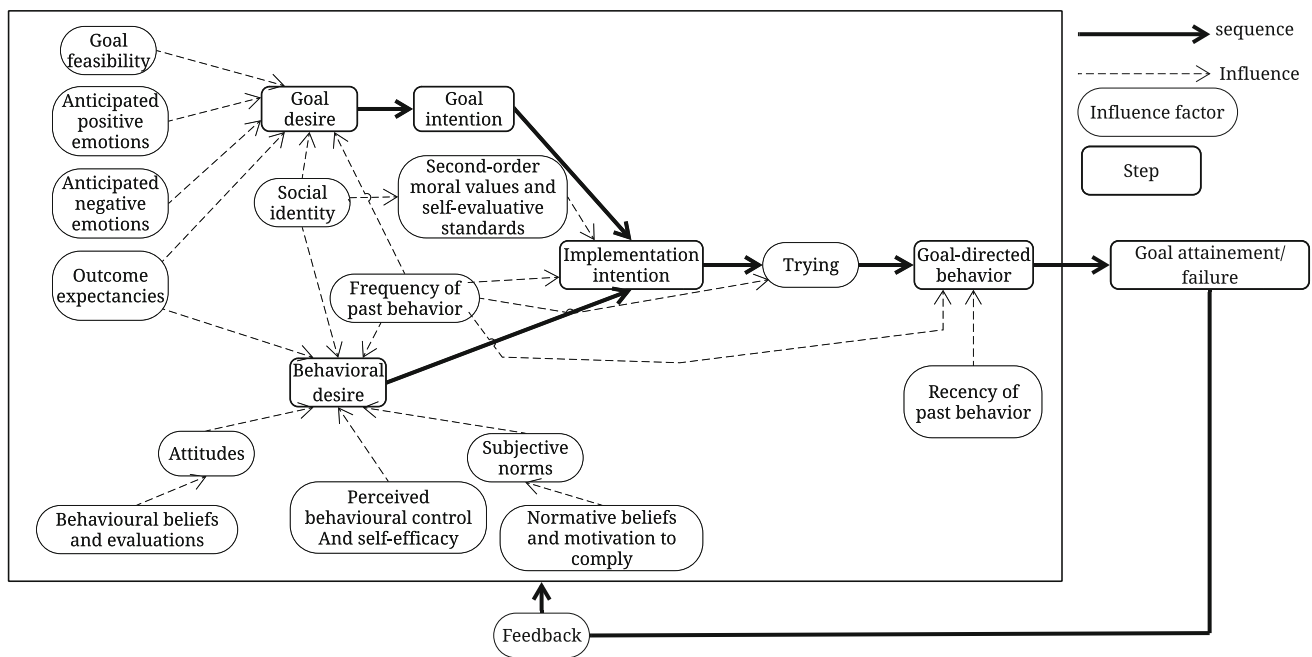 Goal
feasibility
Anticipated
positive
emotions
Anticipated
negative
emotions
Outcome
expectancies
Goal
desire
Goal
intention
Social
identity
Second-order
moral values and
self-evaluative
standards
Frequency of
past behavior
Implementation
intention
Trying
Goal-directed
behavior
Goal attainement/
failure
Behavioral
desire
Recency of
past behavior
Attitudes
Subjective
norms
Behavioural beliefs
and evaluations
Perceived
behavioural control
And self-efficacy
Normative beliefs
and motivation to
comply
Feedback
sequence
Influence
Influence factor
Step